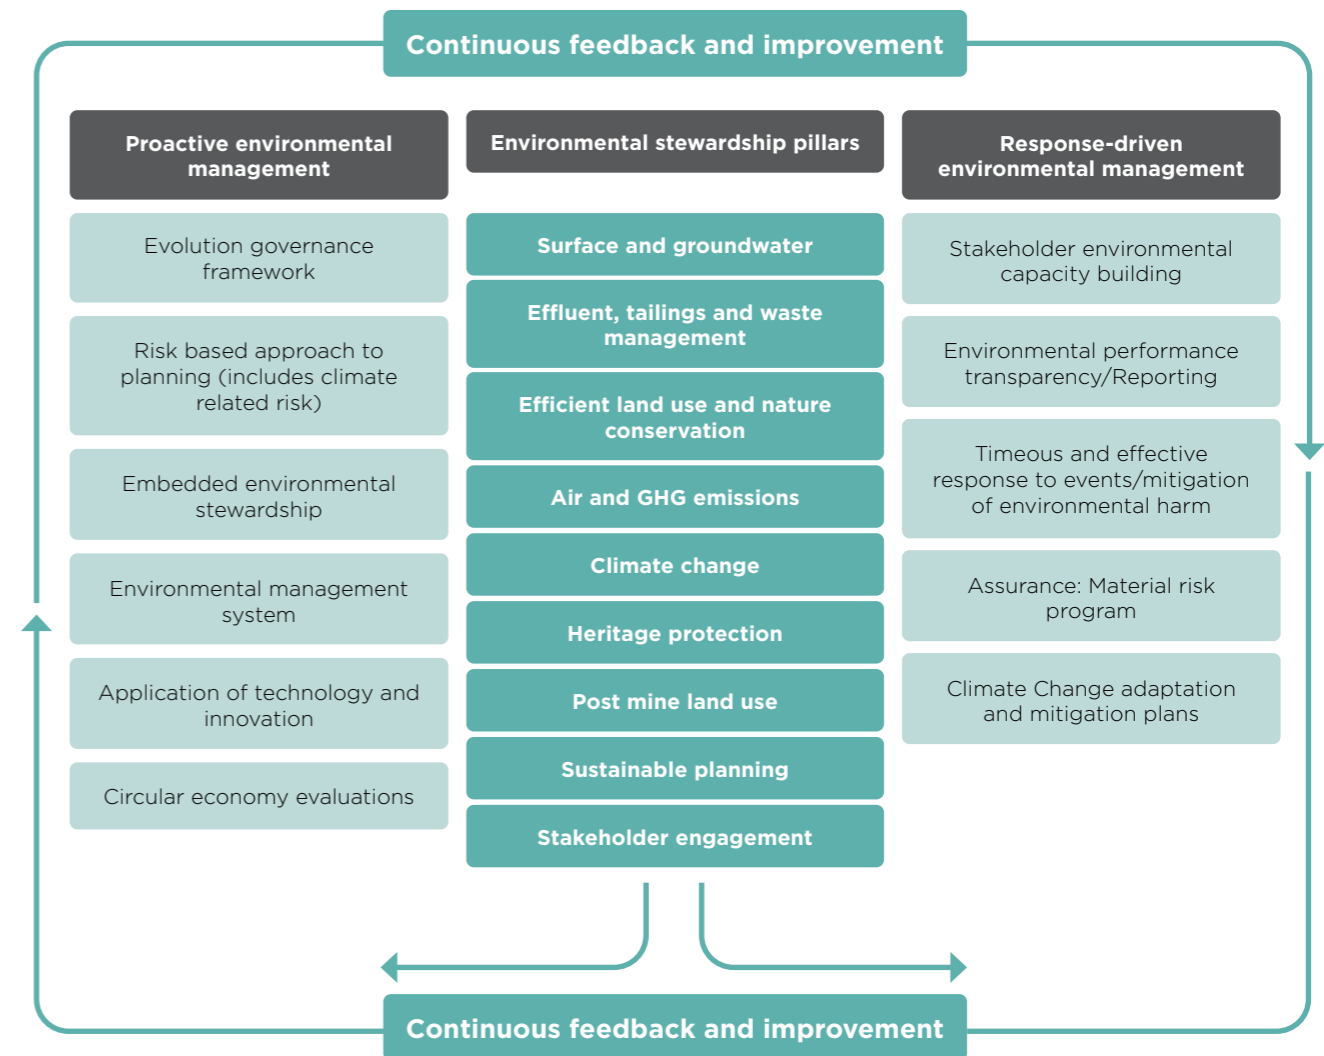 Continuous feedback and improvement
Proactive environmental
management
Evolution governance
framework
Risk based approach to
planning (includes climate
related risk)
Embedded environmental
stewardship
Environmental management
system
Application of technology and
innovation
Circular economy evaluations
Environmental stewardship pillars
Surface and groundwater
Effluent, tailings and waste
management
Efficient land use and nature
conservation
Air and GHG emissions
Climate change
Heritage protection
Post mine land use
Sustainable planning
Stakeholder engagement
Response-driven
environmental management
Stakeholder environmental
capacity building
Environmental performance
transparency/Reporting
Timeous and effective
response to events/mitigation
of environmental harm
Assurance: Material risk
program
Climate Change adaptation
and mitigation plans
Continuous feedback and improvement